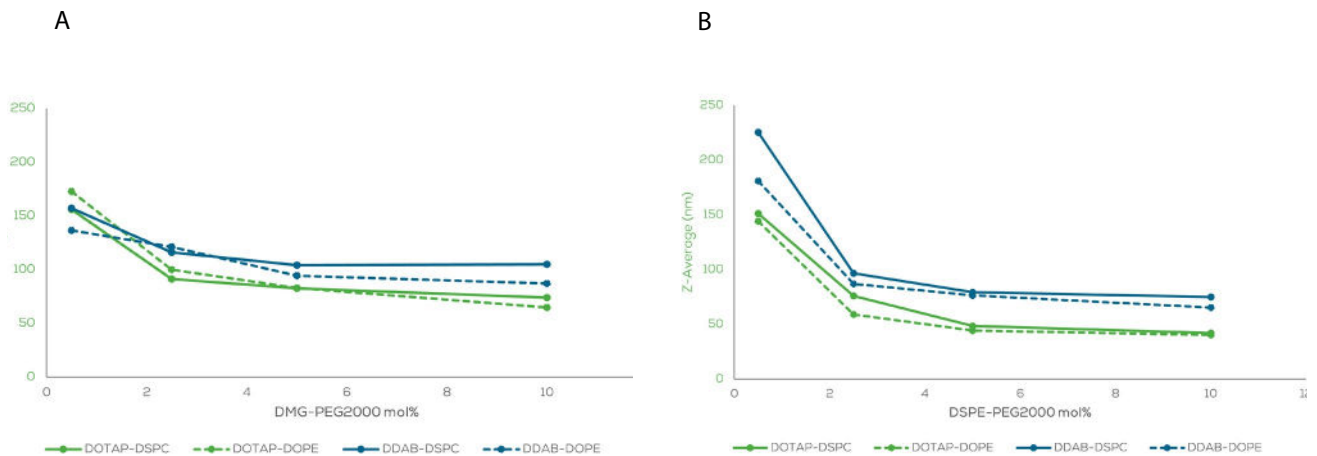 A
250
200
150
100
50
0
0 2 4 6 8 10
DMG-PEG2000 mol%
DOTAP-DSPC DOTAP-DOPE DDAB-DSPC DDAB-DOPE
B
Z-Average (nm)
250
200
150
100
50
0
0 2 4 6 8 10 12
DSPE-PEG2000 mol%
DOTAP-DSPC DOTAP-DOPE DDAB-DSPC DDAB-DOPE